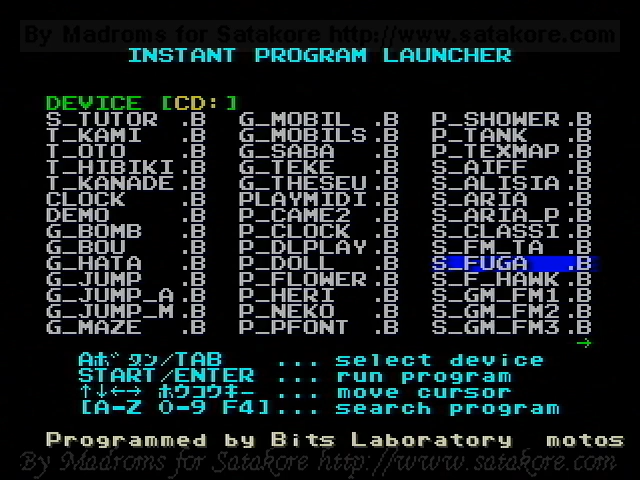 By Madroms for Satakore http://www.satakore.com
INSTANT PROGRAM LAUNCHER
DEVICE [CD:]
S_TUTOR .B G_MOBIL .B P_SHOWER.B
T_KAMI .B G_MOBILS.B P_TANK .B
T_OTO .B G_SABA .B P_TEXMAP.B
T_HIBIKI.B G_TEKE .B S_AIFF .B
T_KANADE.B G_THESEU.B S_ALISIA.B
CLOCK .B PLAYMIDI.B S_ARIA .B
DEMO .B P_CAME2 .B S_ARIA_P.B
G_BOMB .B P_CLOCK .B S_CLASSI.B
G_BOU .B P_DLPLAY.B S_FM_TA .B
G_HATA .B P_DOLL .B S_FUGA .B
G_JUMP .B P_FLOWER.B S_F_HAWK.B
G_JUMP_A.B P_HERI .B S_GM_FM1.B
G_JUMP_M.B P_NEKO .B S_GM_FM2.B
G_MAZE .B P_PFONT .B S_GM_FM3.B
→
Aボタン/TAB ... select device
START/ENTER ... run program
↑↓←→ ホウコウキー ... move cursor
[A-Z 0-9 F4]... search program
Programmed by Bits Laboratory motos
By Madroms for Satakore http://www.satakore.com